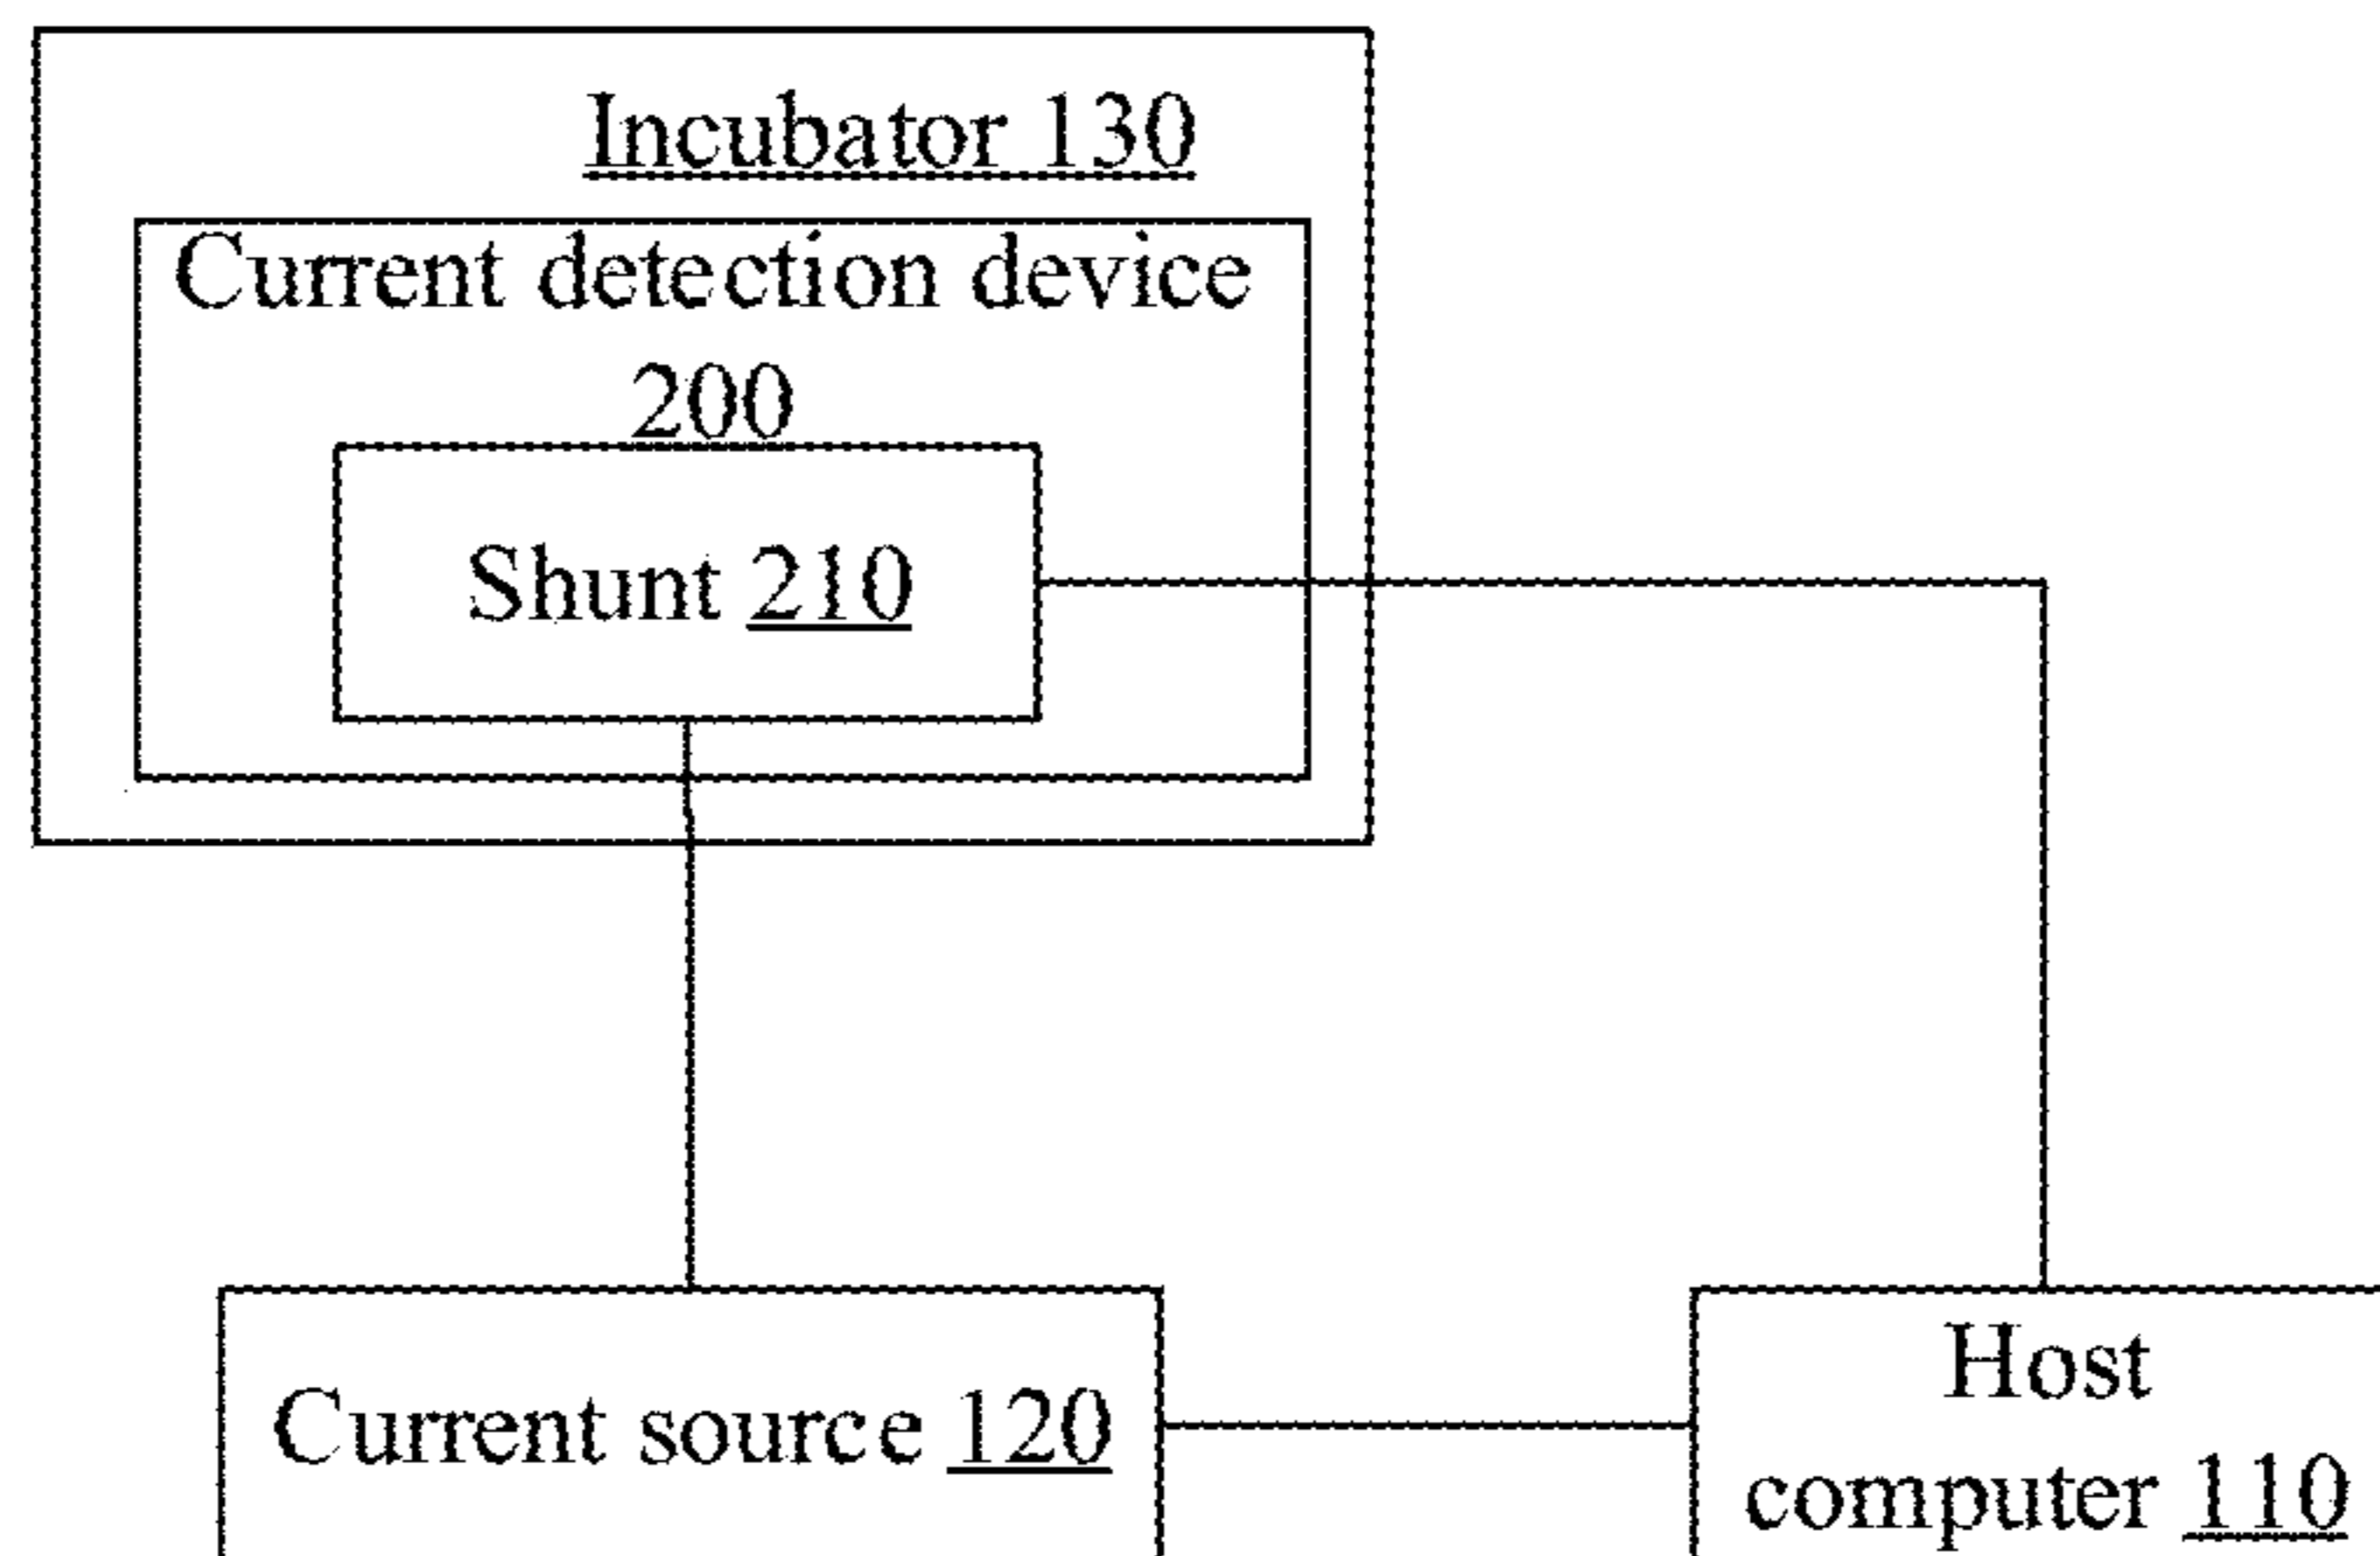 Incubator 130
Current detection device
200
Shunt 210
Current source 120
Host
computer 110